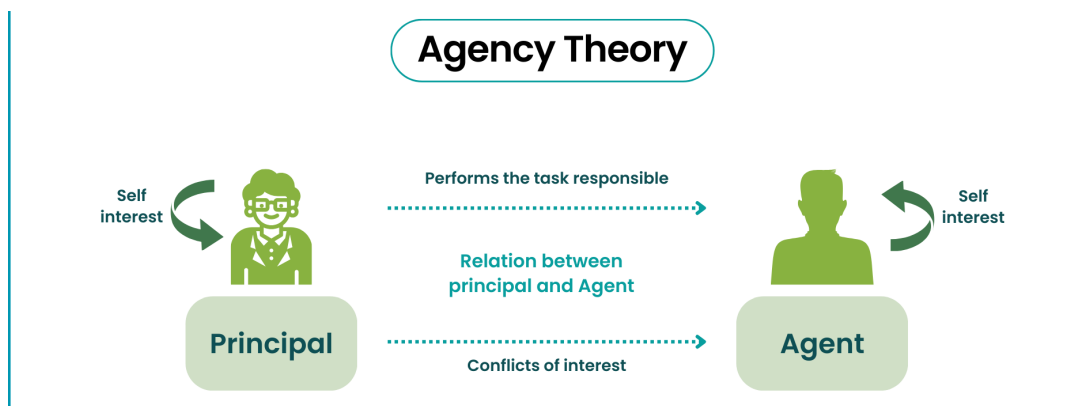 Agency Theory
Performs the task responsible
Self
interest
Self
interest
Relation between
principal and Agent
Principal
Agent
Conflicts of interest